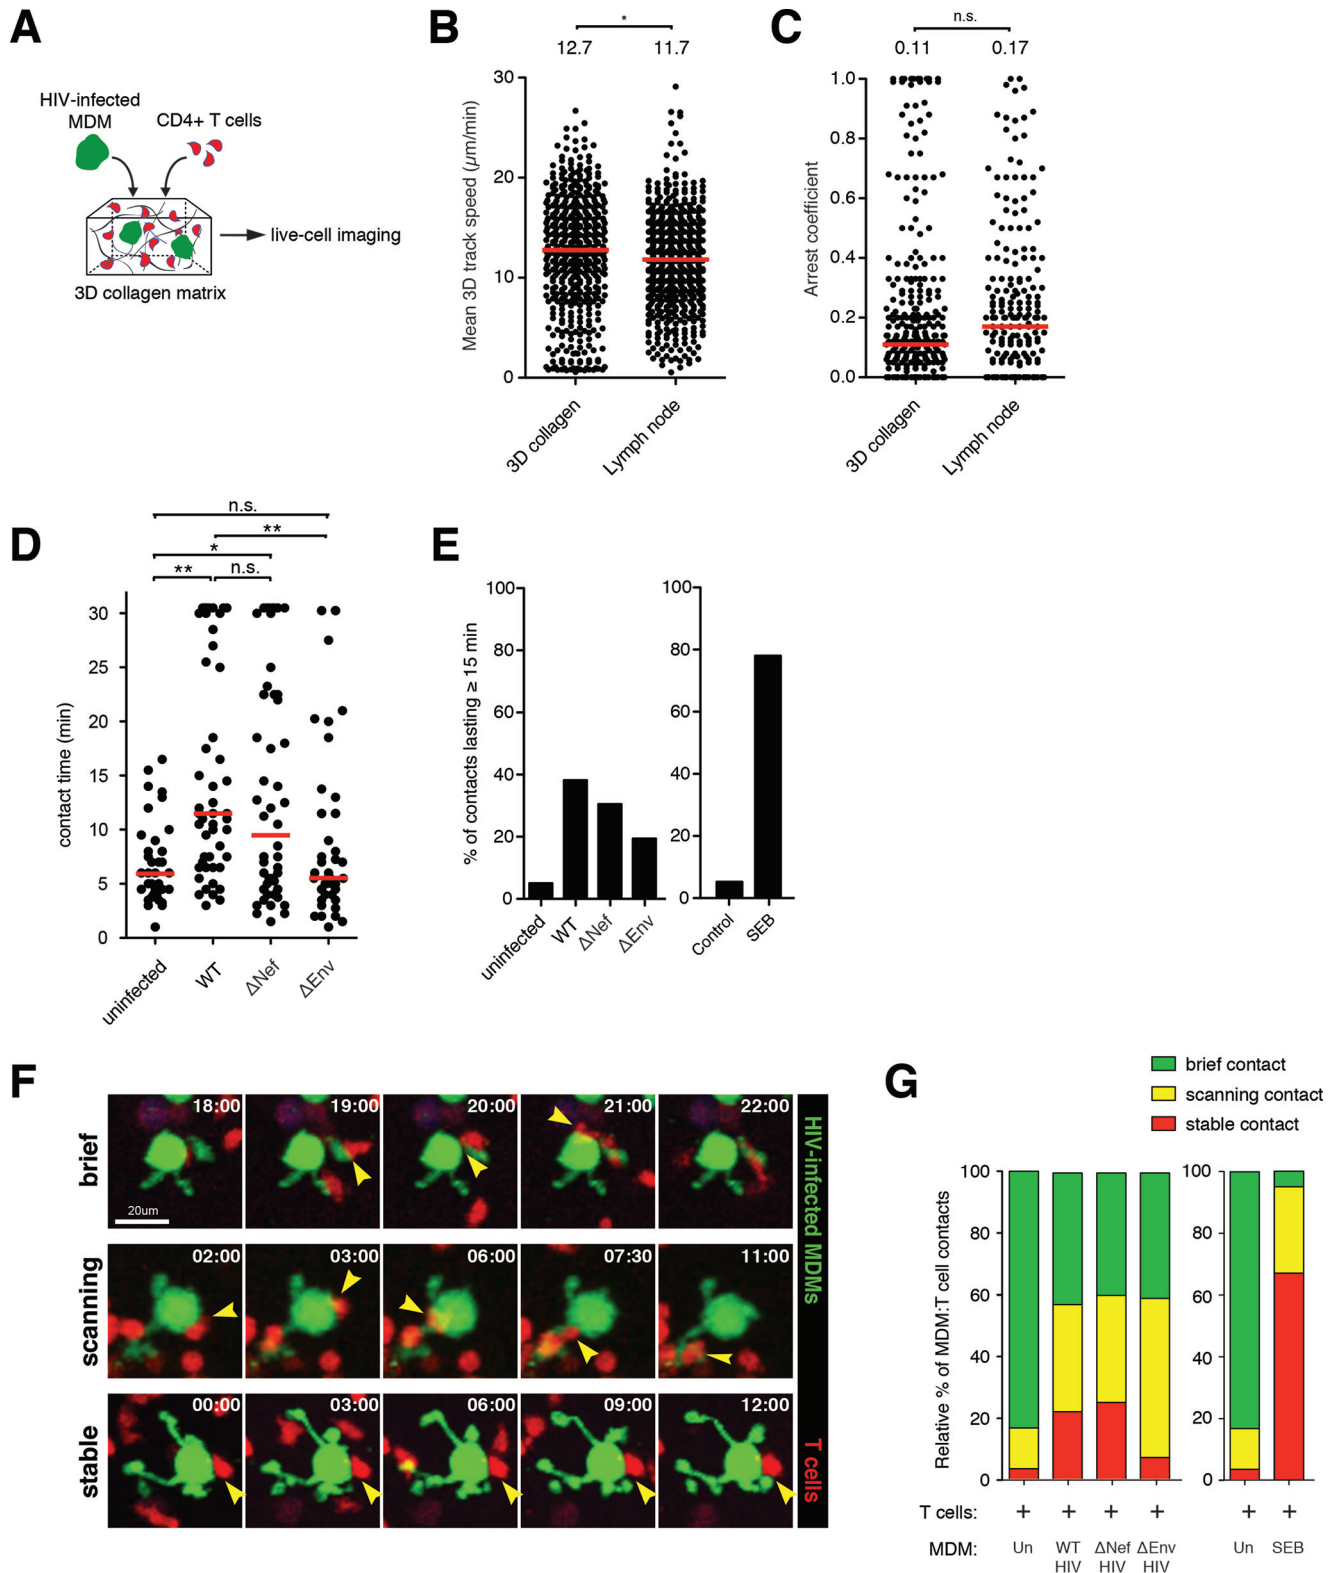 A
HIV-infected
MDM
CD4+ T cells
live-cell imaging
3D collagen matrix
B
*
12.7
11.7
Mean 3D track speed (µm/min)
30
20
10
0
3D collagen
Lymph node
C
n.s.
0.11
0.17
Arrest coefficient
1.0
0.8
0.6
0.4
0.2
0.0
3D collagen
Lymph node
D
n.s.
**
*
**
n.s.
contact time (min)
30
25
20
15
10
5
0
uninfected
WT
ΔNef
ΔEnv
E
% of contacts lasting ≥ 15 min
100
80
60
40
20
0
uninfected
WT
ΔNef
ΔEnv
100
80
60
40
20
0
Control
SEB
F
brief
18:00
19:00
20:00
21:00
22:00
20um
scanning
02:00
03:00
06:00
07:30
11:00
stable
00:00
03:00
06:00
09:00
12:00
HIV-infected MDMs
T cells
G
brief contact
scanning contact
stable contact
Relative % of MDM:T cell contacts
100
80
60
40
20
0
100
80
60
40
20
0
T cells: + + + + + +
MDM: Un WT ΔNef ΔEnv Un SEB
HIV HIV HIV